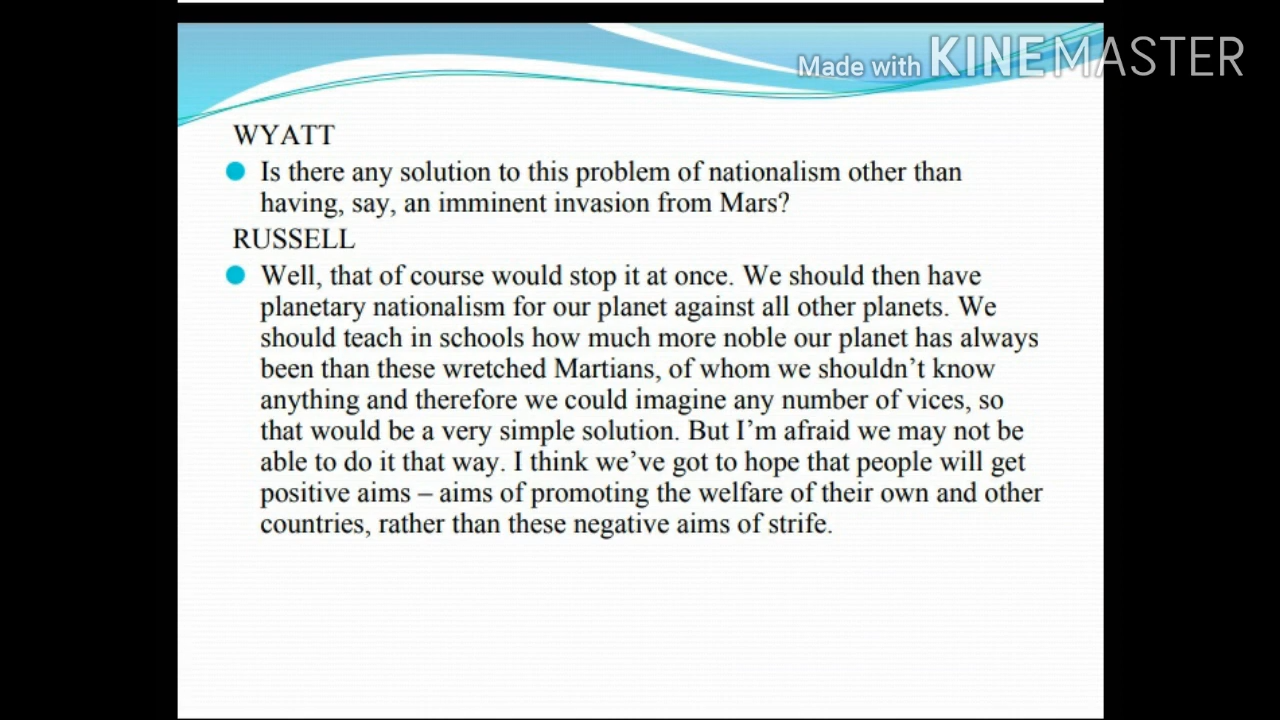 Made with KINEMASTER
WYATT
Is there any solution to this problem of nationalism other than
having, say, an imminent invasion from Mars?
RUSSELL
Well, that of course would stop it at once. We should then have
planetary nationalism for our planet against all other planets. We
should teach in schools how much more noble our planet has always
been than these wretched Martians, of whom we shouldn’t know
anything and therefore we could imagine any number of vices, so
that would be a very simple solution. But I’m afraid we may not be
able to do it that way. I think we’ve got to hope that people will get
positive aims – aims of promoting the welfare of their own and other
countries, rather than these negative aims of strife.